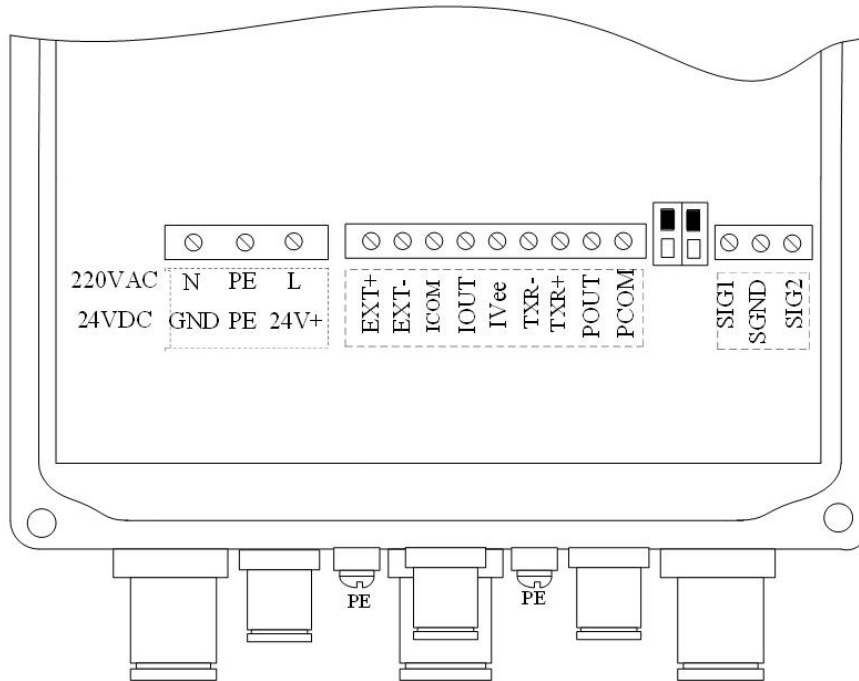 220VAC N PE L
24VDC GND PE 24V+
EXT+
EXT-
ICOM
IOUT
IVee
TXR-
TXR+
POUT
PCOM
SIG1
SGND
SIG2
PE
PE